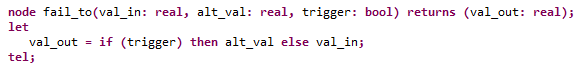 node fail_to(val_in: real, alt_val: real, trigger: bool) returns (val_out: real);
let
   val_out = if (trigger) then alt_val else val_in;
tel;